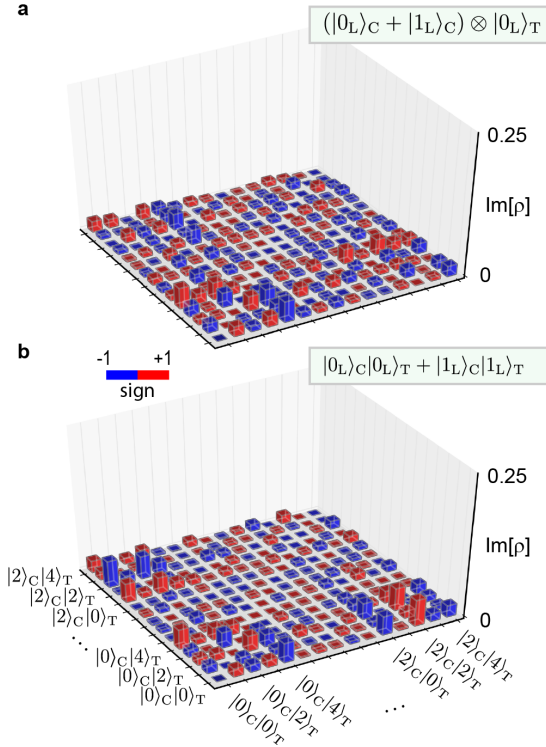 a
(|0_L⟩_C + |1_L⟩_C) ⊗ |0_L⟩_T
0.25
Im[ρ]
0
b
-1 +1
sign
|0_L⟩_C|0_L⟩_T + |1_L⟩_C|1_L⟩_T
0.25
Im[ρ]
0
|2⟩_C|4⟩_T
|2⟩_C|2⟩_T
|2⟩_C|0⟩_T
...
|0⟩_C|4⟩_T
|0⟩_C|2⟩_T
|0⟩_C|0⟩_T
|0⟩_C|0⟩_T
|0⟩_C|2⟩_T
|0⟩_C|4⟩_T
...
|2⟩_C|0⟩_T
|2⟩_C|2⟩_T
|2⟩_C|4⟩_T